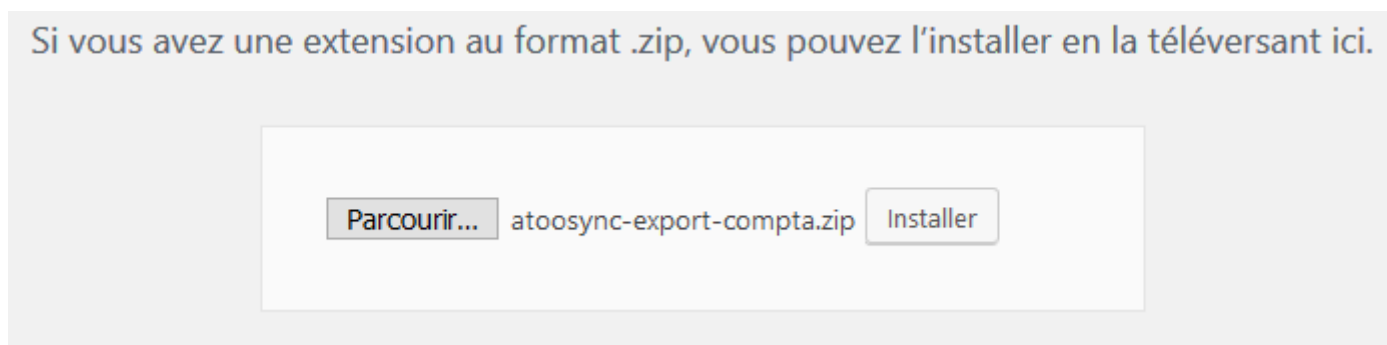 Si vous avez une extension au format .zip, vous pouvez l’installer en la téléversant ici.
Parcourir... atoosync-export-compta.zip Installer